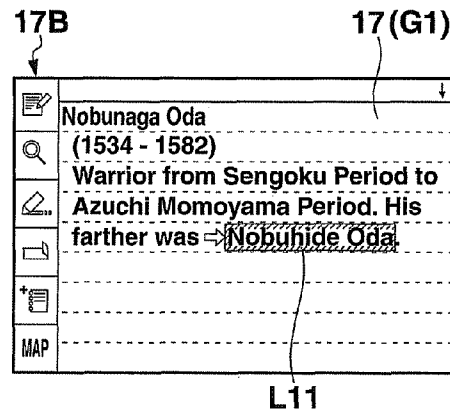 17B
17(G1)
Nobunaga Oda
(1534 - 1582)
Warrior from Sengoku Period to
Azuchi Momoyama Period. His
farther was ⇨Nobuhide Oda.
MAP
L11